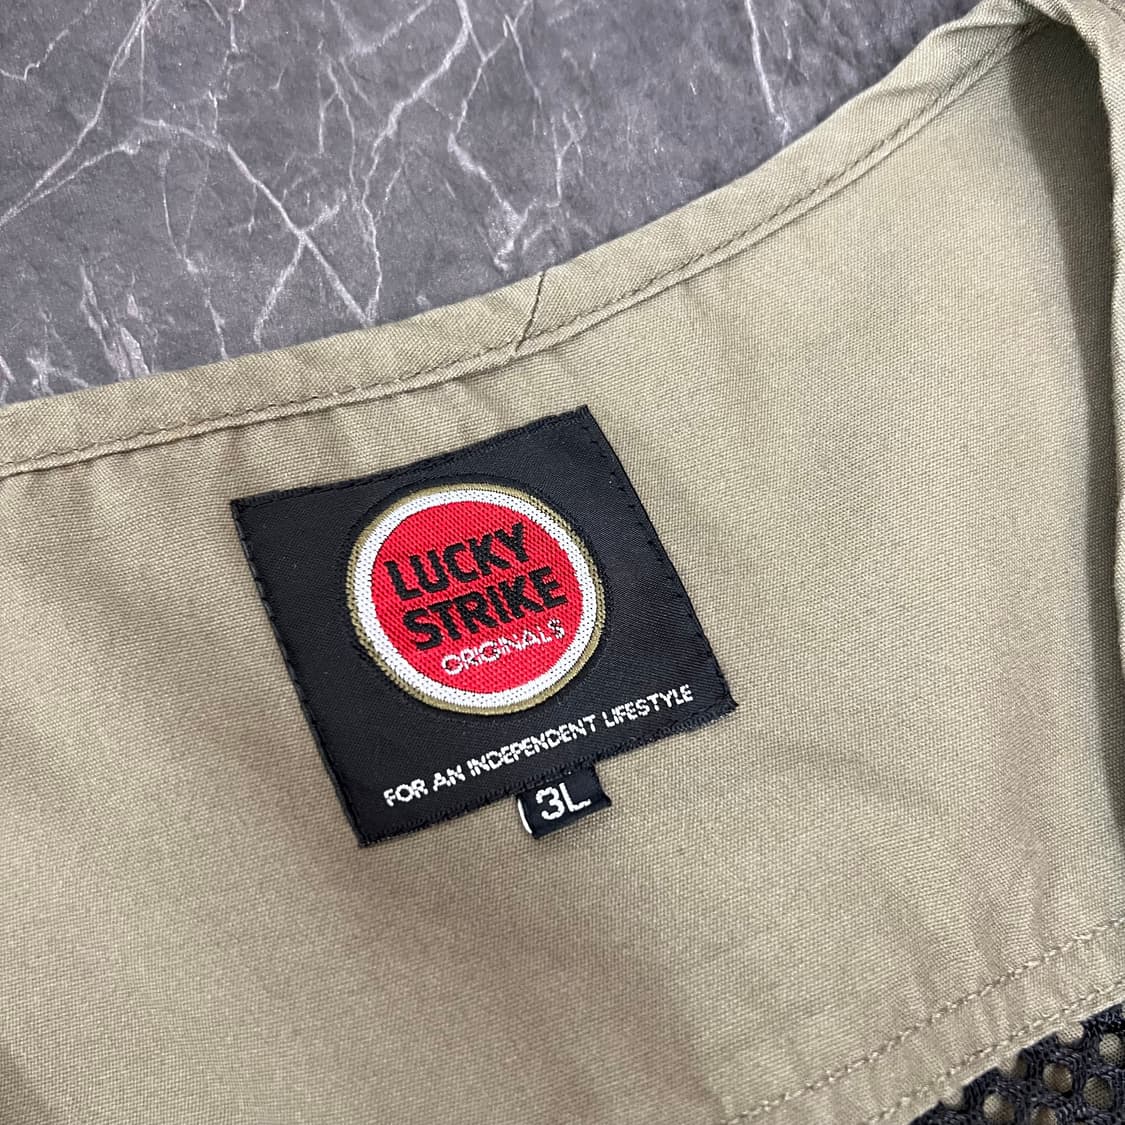 LUCKY
STRIKE
ORIGINALS
FOR AN INDEPENDENT LIFESTYLE
3L